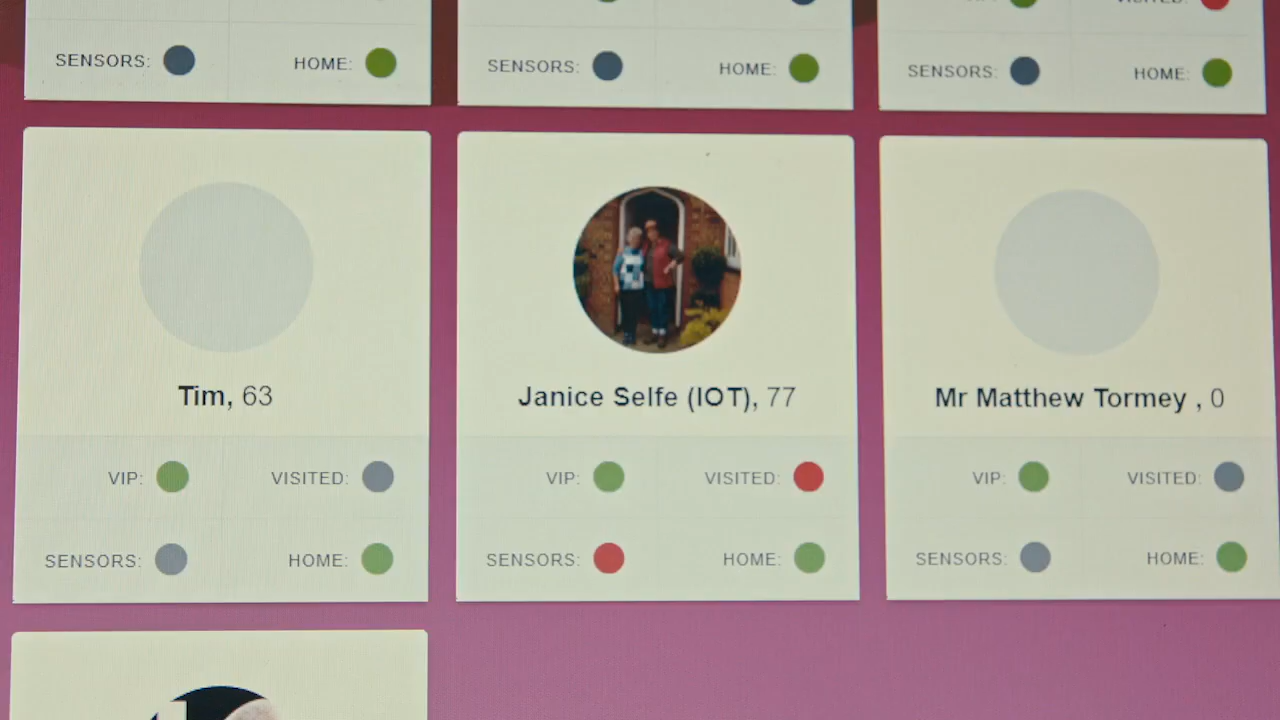 VISITED:
SENSORS: HOME: SENSORS: HOME: SENSORS: HOME:
Tim, 63 Janice Selfe (IOT), 77 Mr Matthew Tormey , 0
VIP: VISITED: VIP: VISITED: VIP: VISITED:
SENSORS: HOME: SENSORS: HOME: SENSORS: HOME: